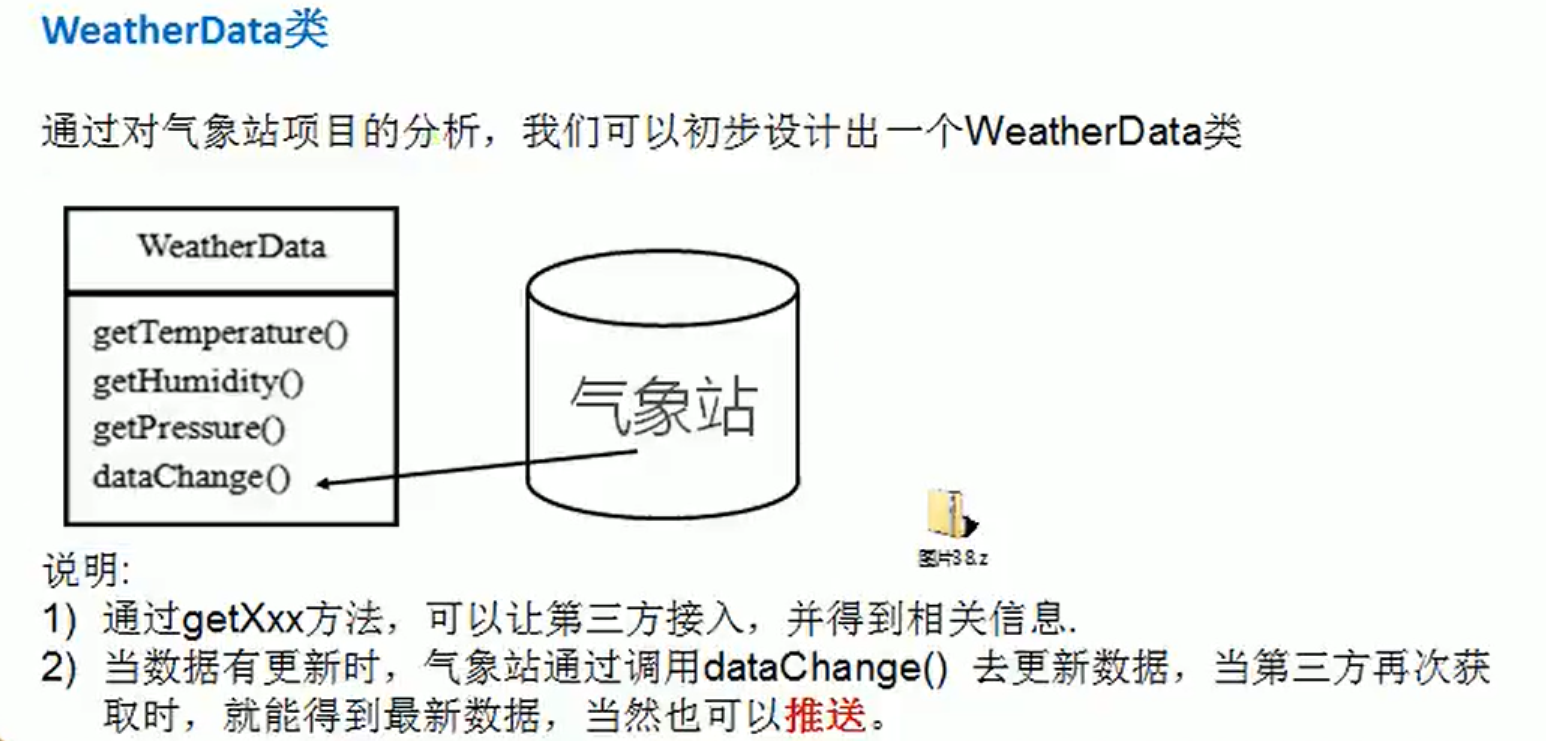 WeatherData类
通过对气象站项目的分析，我们可以初步设计出一个WeatherData类
WeatherData
getTemperature()
getHumidity()
getPressure()
dataChange()
气象站
图片38.z
说明:
1) 通过getXxx方法，可以让第三方接入，并得到相关信息.
2) 当数据有更新时，气象站通过调用dataChange() 去更新数据，当第三方再次获
取时，就能得到最新数据，当然也可以推送。